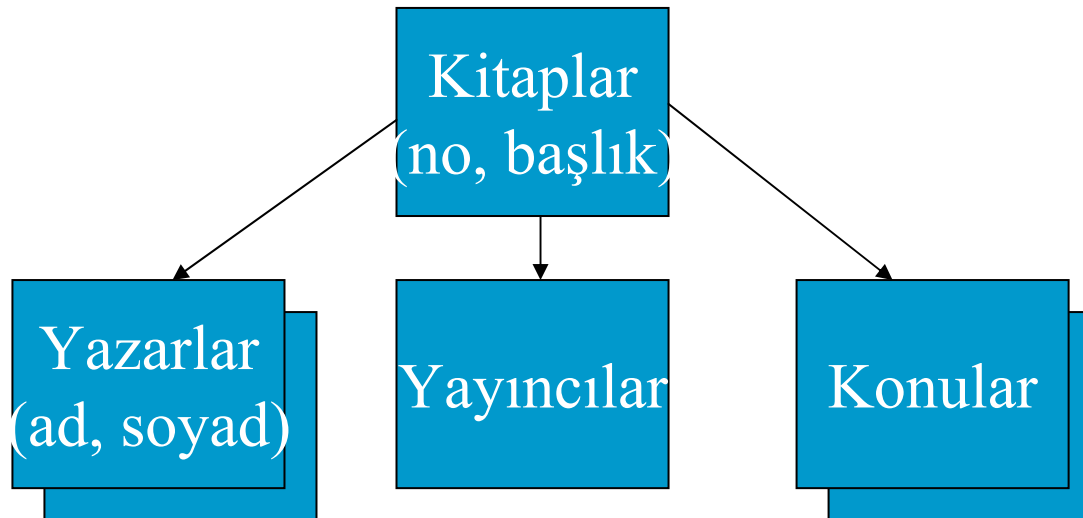 Kitaplar
(no, başlık)
Yazarlar
(ad, soyad)
Yayıncılar
Konular